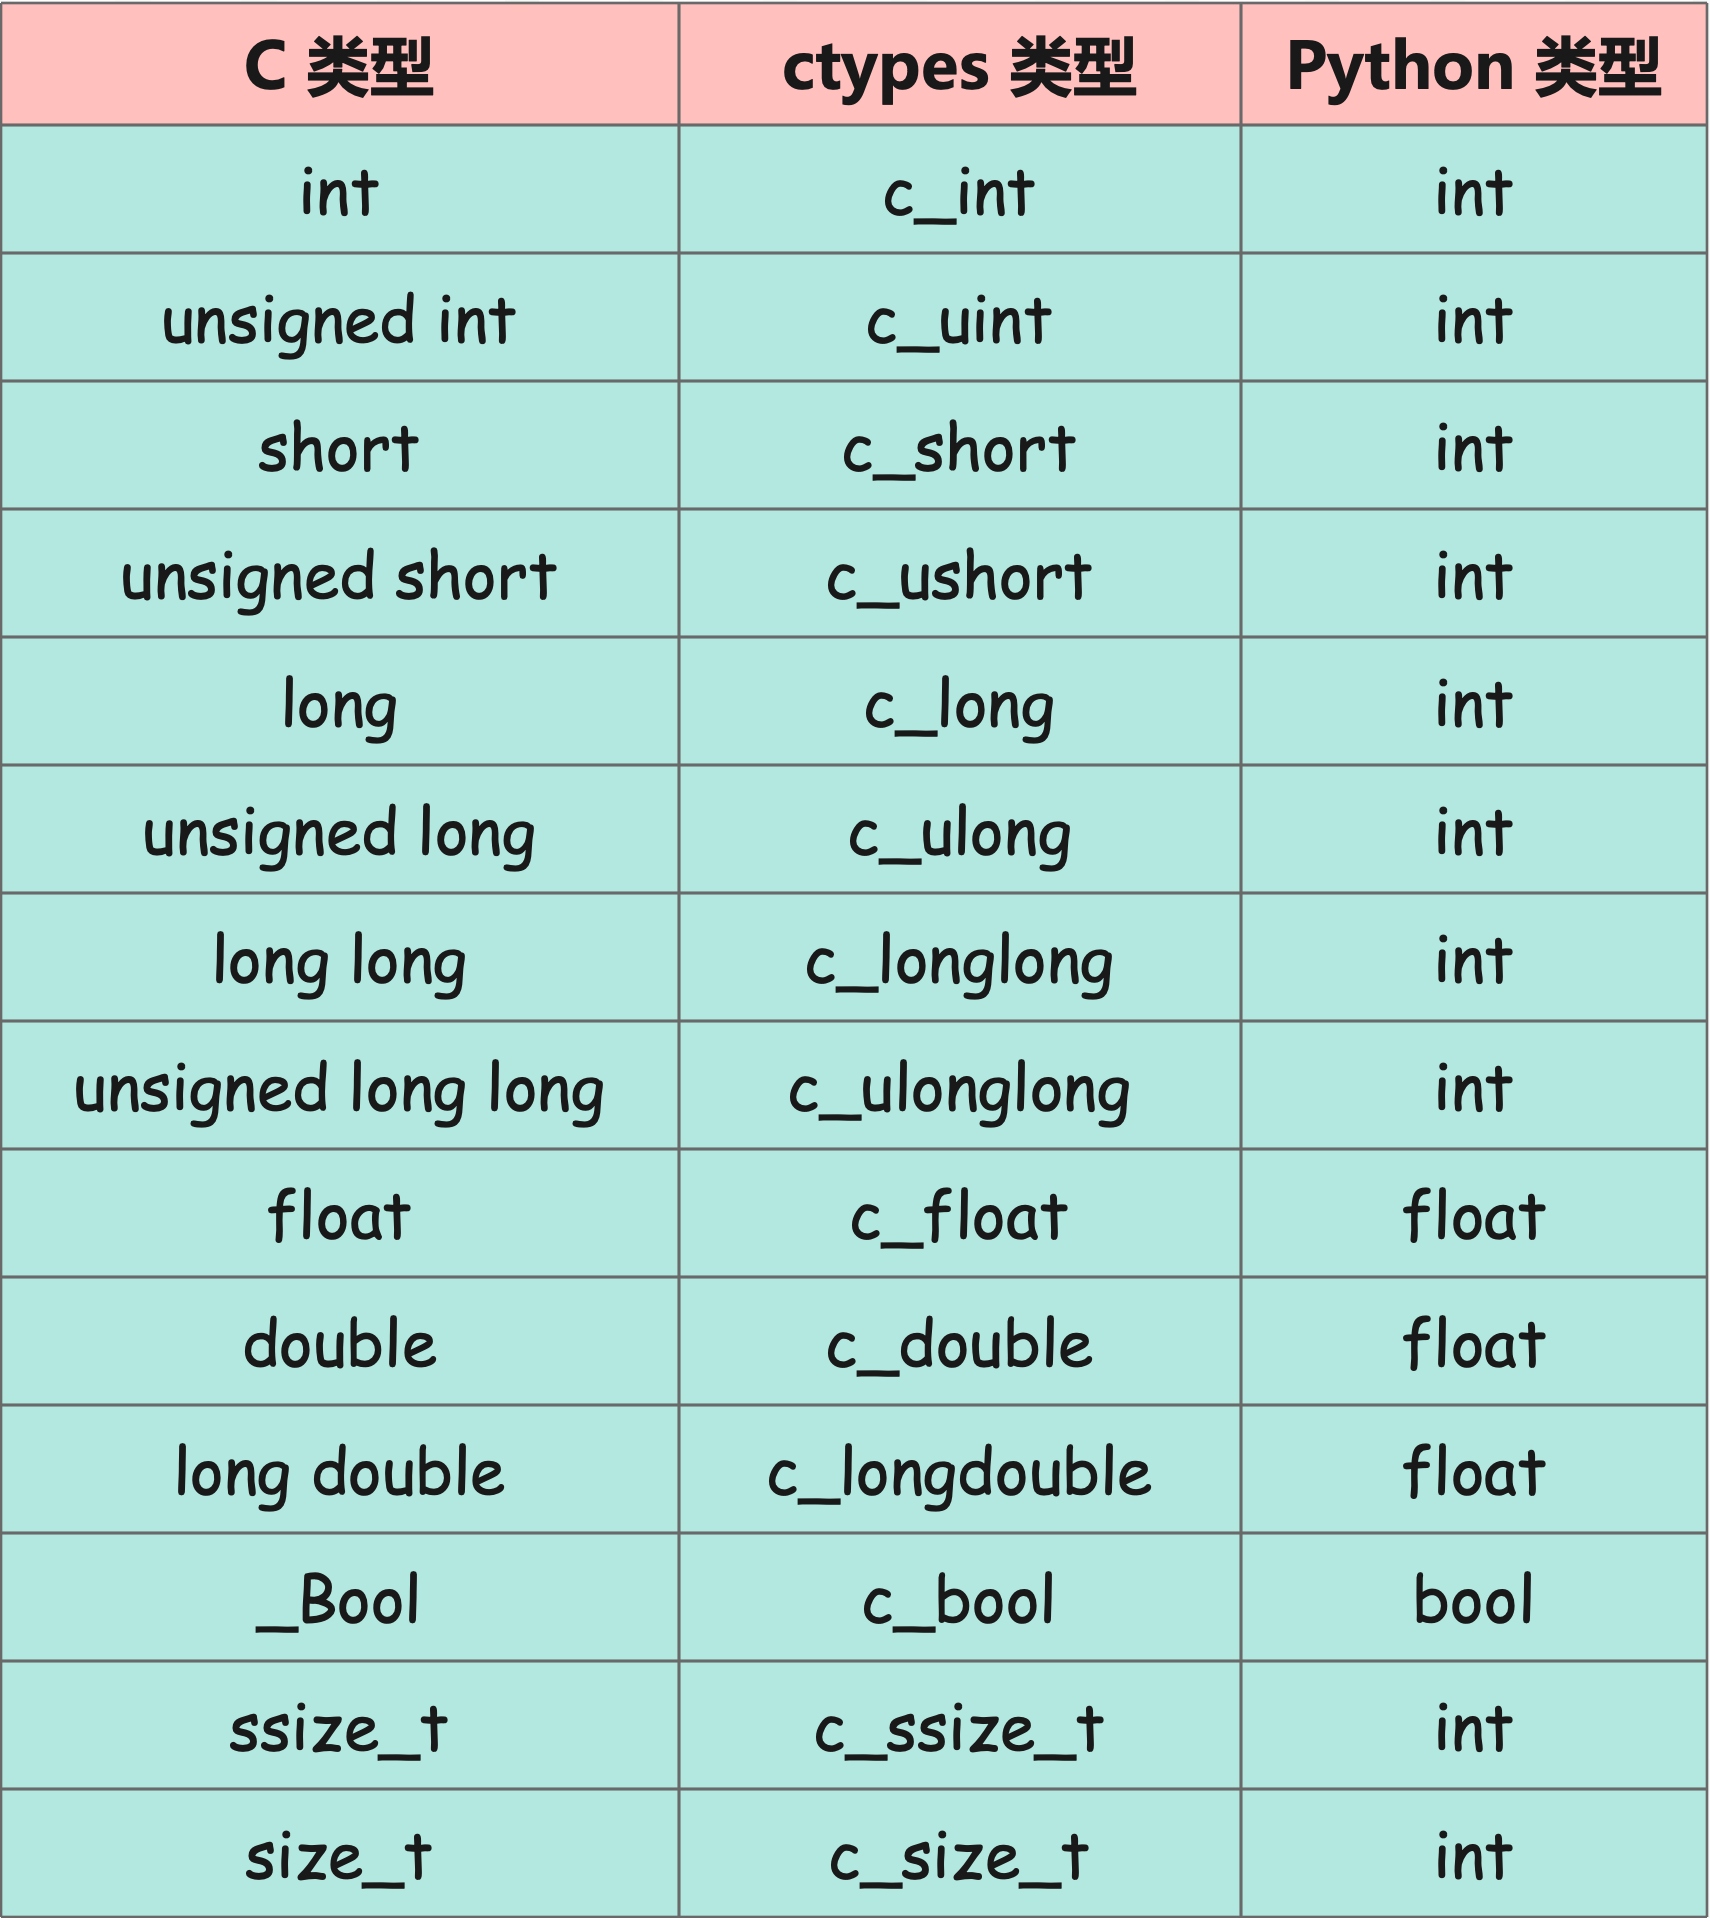 C 类型 ctypes 类型 Python 类型
int c_int int
unsigned int c_uint int
short c_short int
unsigned short c_ushort int
long c_long int
unsigned long c_ulong int
long long c_longlong int
unsigned long long c_ulonglong int
float c_float float
double c_double float
long double c_longdouble float
_Bool c_bool bool
ssize_t c_ssize_t int
size_t c_size_t int